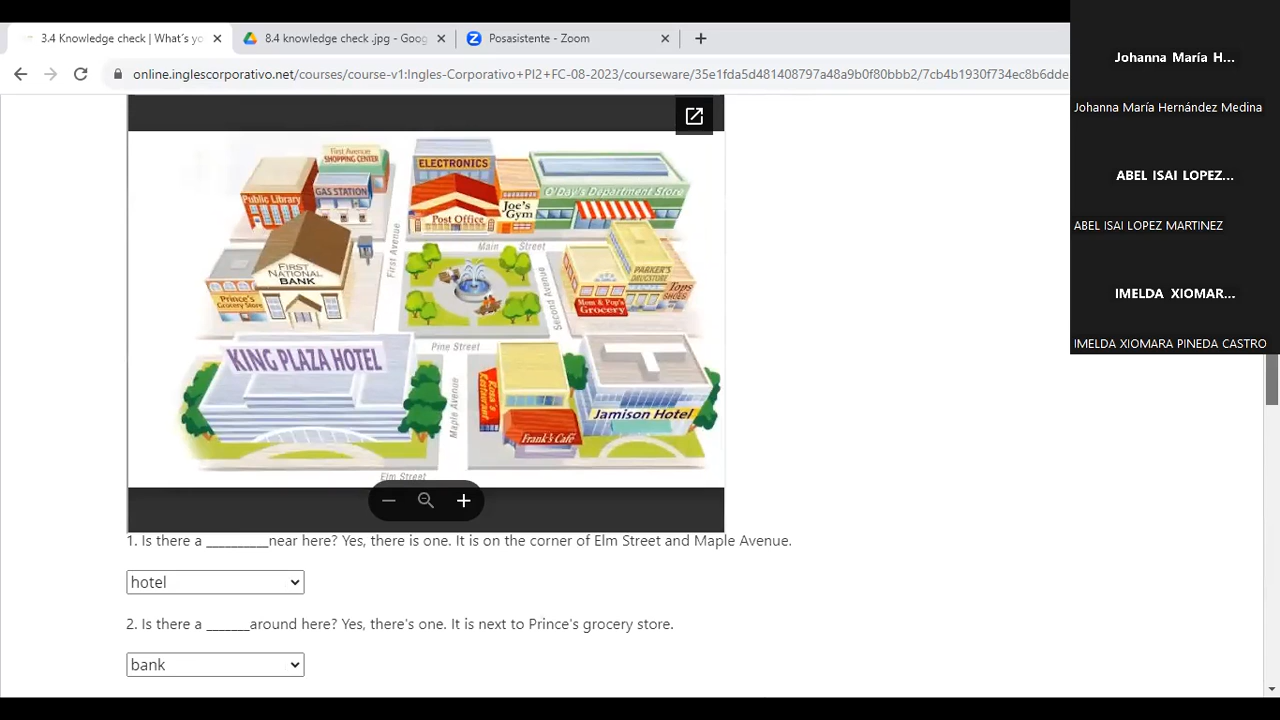 3.4 Knowledge check | What´s yo
8.4 knowledge check .jpg - Goog
Posasistente - Zoom
online.inglescorporativo.net/courses/course-v1:Ingles-Corporativo+PI2+FC-08-2023/courseware/35e1fda5d481408797a48a9b0f80bbb2/7cb4b1930f734ec8b6dde
Johanna María H...
Johanna María Hernández Medina
ABEL ISAI LOPEZ...
ABEL ISAI LOPEZ MARTINEZ
IMELDA XIOMAR...
IMELDA XIOMARA PINEDA CASTRO
First Avenue
SHOPPING CENTER
Public Library
GAS STATION
ELECTRONICS
Post Office
Joe's
Gym
O'Day's Department Store
First Avenue
Main Street
FIRST
NATIONAL
BANK
Prince's
Grocery Store
Second Avenue
PARKER'S
DRUGSTORE
Mom & Pop's
Grocery
Tops
SHOES
KING PLAZA HOTEL
Pine Street
Maple Avenue
Restaurant
Frank's Café
Jamison Hotel
Elm Street
1. Is there a __________near here? Yes, there is one. It is on the corner of Elm Street and Maple Avenue.
hotel
2. Is there a _______around here? Yes, there's one. It is next to Prince's grocery store.
bank